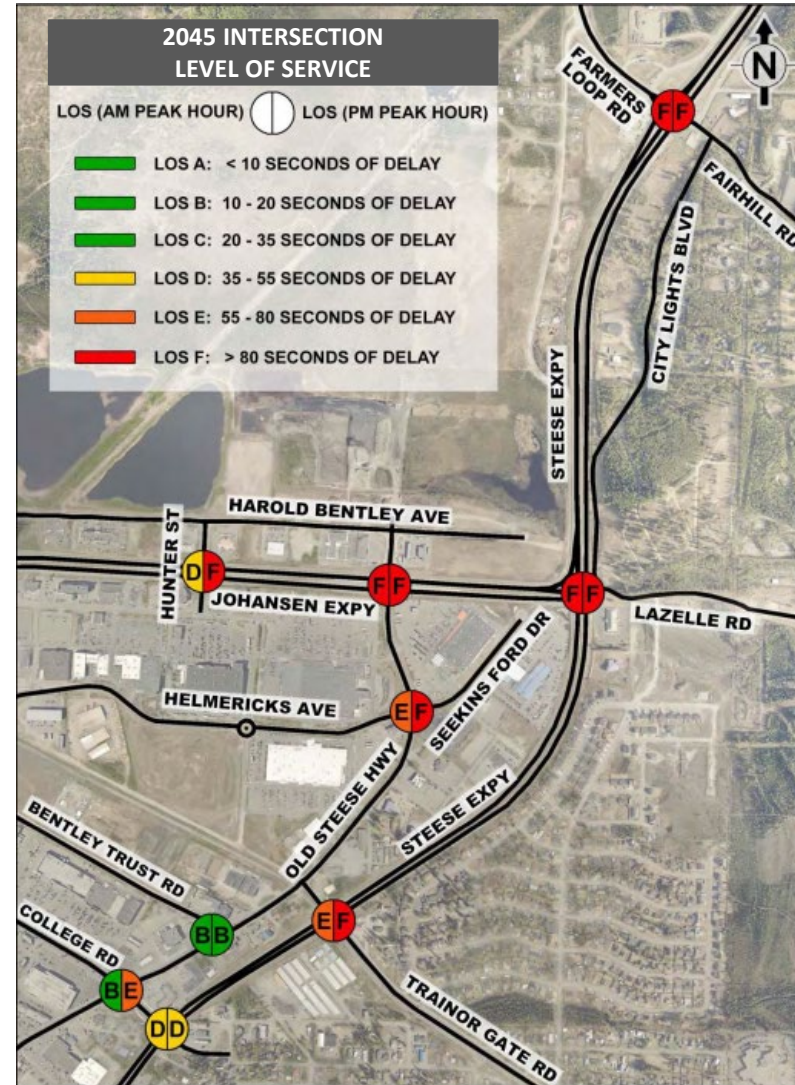 2045 INTERSECTION
LEVEL OF SERVICE
LOS (AM PEAK HOUR) LOS (PM PEAK HOUR)
LOS A: < 10 SECONDS OF DELAY
LOS B: 10 - 20 SECONDS OF DELAY
LOS C: 20 - 35 SECONDS OF DELAY
LOS D: 35 - 55 SECONDS OF DELAY
LOS E: 55 - 80 SECONDS OF DELAY
LOS F: > 80 SECONDS OF DELAY
N
FARMERS
LOOP RD
F F
FAIRHILL RD
CITY LIGHTS BLVD
STEESE EXPY
HAROLD BENTLEY AVE
HUNTER ST
D F
JOHANSEN EXPY
F F
F F
LAZELLE RD
SEEKINS FORD DR
HELMERICKS AVE
E F
OLD STEESE HWY
STEESE EXPY
BENTLEY TRUST RD
COLLEGE RD
B B
E F
B E
D D
TRAINOR GATE RD